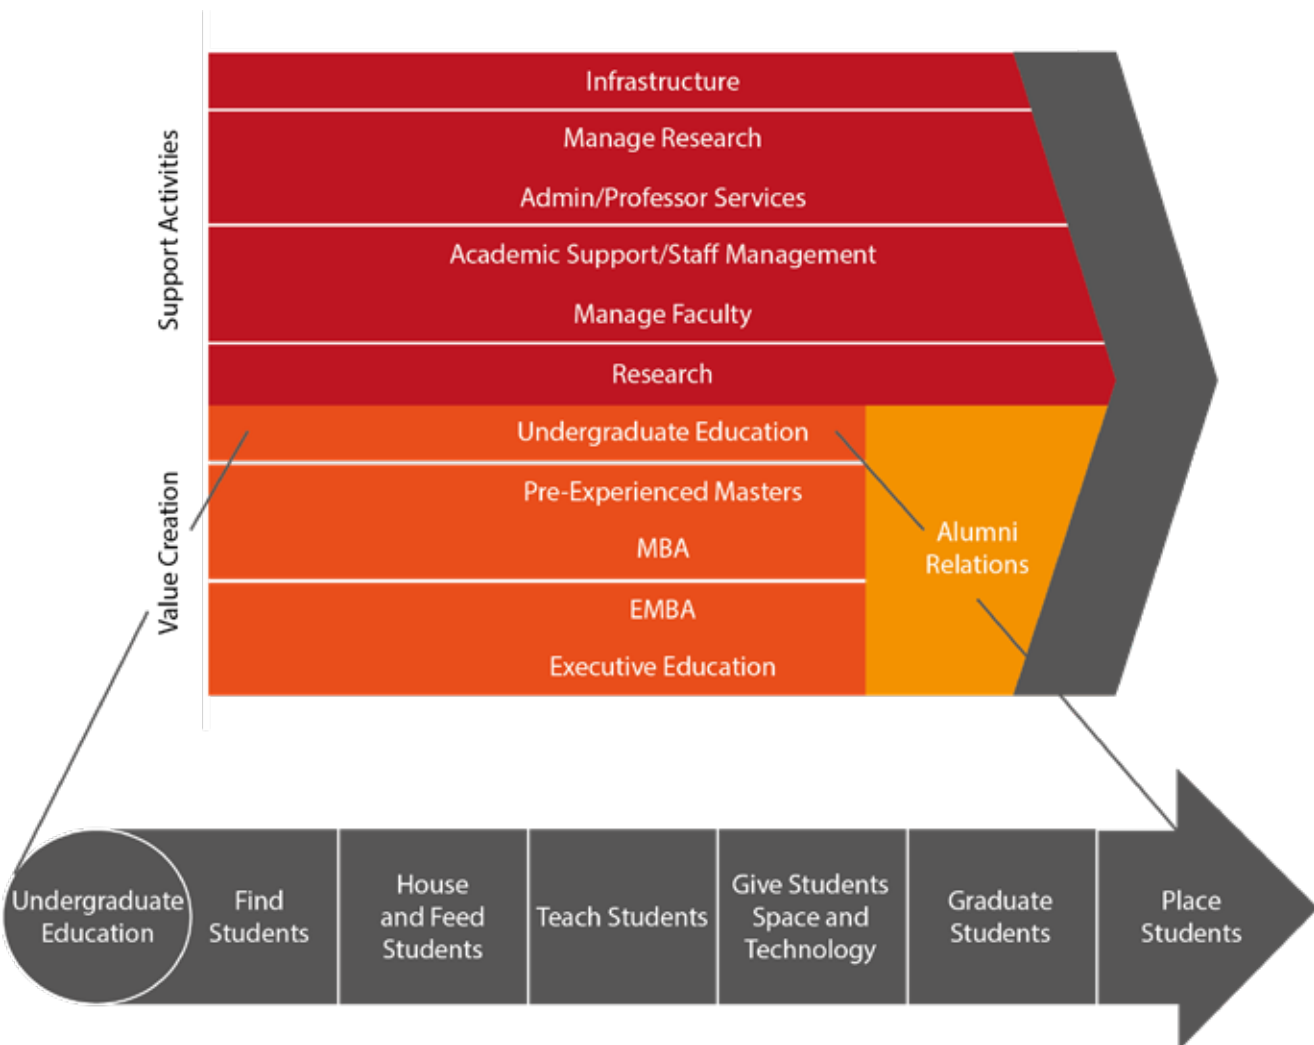 Support Activities
Infrastructure
Manage Research
Admin/Professor Services
Academic Support/Staff Management
Manage Faculty
Research
Value Creation
Undergraduate Education
Pre-Experienced Masters
MBA
EMBA
Executive Education
Alumni
Relations
Undergraduate
Education
Find
Students
House
and Feed
Students
Teach Students
Give Students
Space and
Technology
Graduate
Students
Place
Students